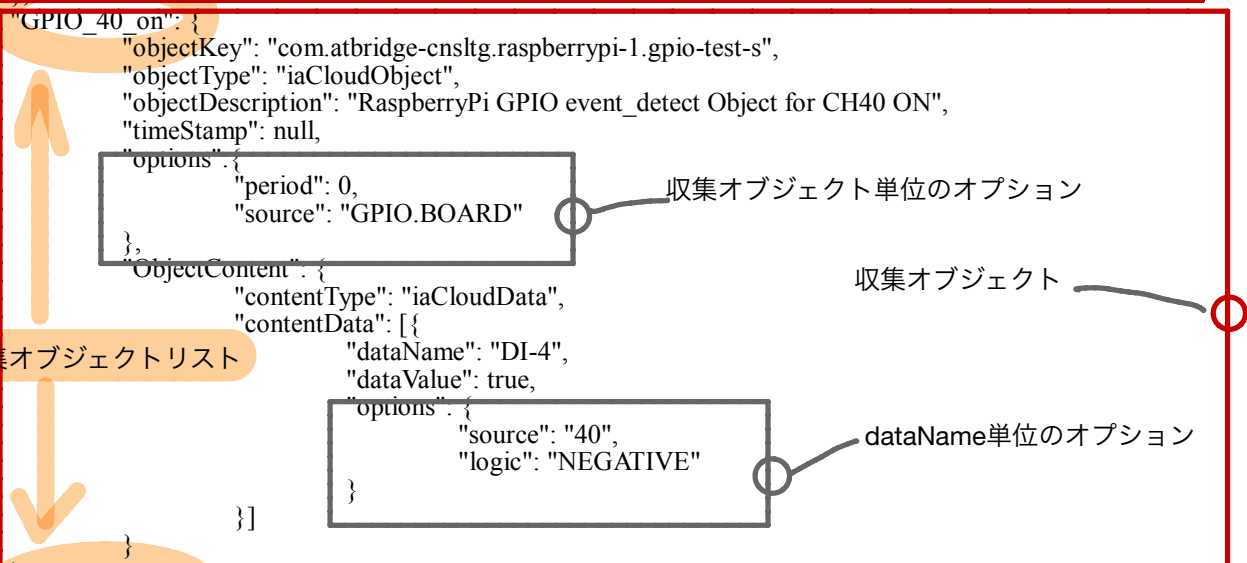 "GPIO_40_on": {
"objectKey": "com.atbridge-cnsltg.raspberrypi-1.gpio-test-s",
"objectType": "iaCloudObject",
"objectDescription": "RaspberryPi GPIO event_detect Object for CH40 ON",
"timeStamp": null,
"options":{
"period": 0,
収集オブジェクト単位のオプション
"source": "GPIO.BOARD"
},
"ObjectContent": {
収集オブジェクト
"contentType": "iaCloudData",
"contentData": [{
"dataName": "DI-4",
集オブジェクトリスト
"dataValue": true,
"options": {
"source": "40",
dataName単位のオプション
"logic": "NEGATIVE"
}
}]
}